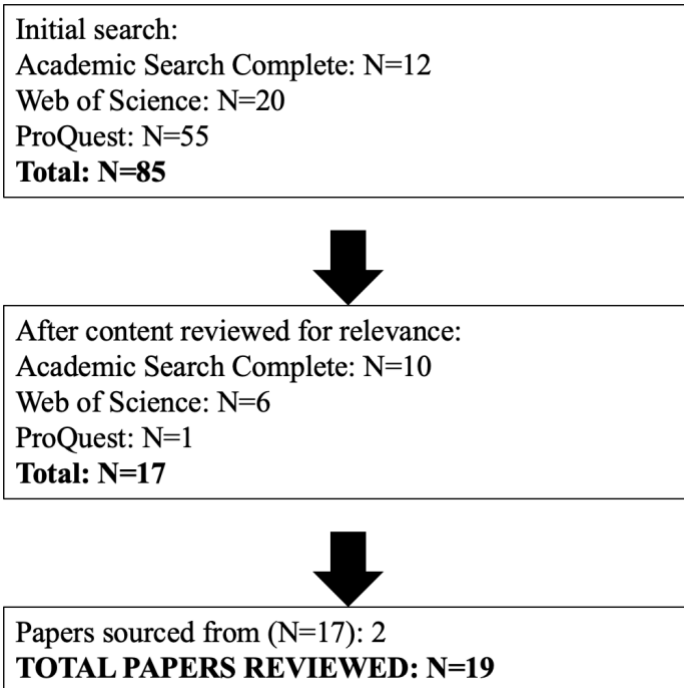 Initial search:
Academic Search Complete: N=12
Web of Science: N=20
ProQuest: N=55
Total: N=85
After content reviewed for relevance:
Academic Search Complete: N=10
Web of Science: N=6
ProQuest: N=1
Total: N=17
Papers sourced from (N=17): 2
TOTAL PAPERS REVIEWED: N=19